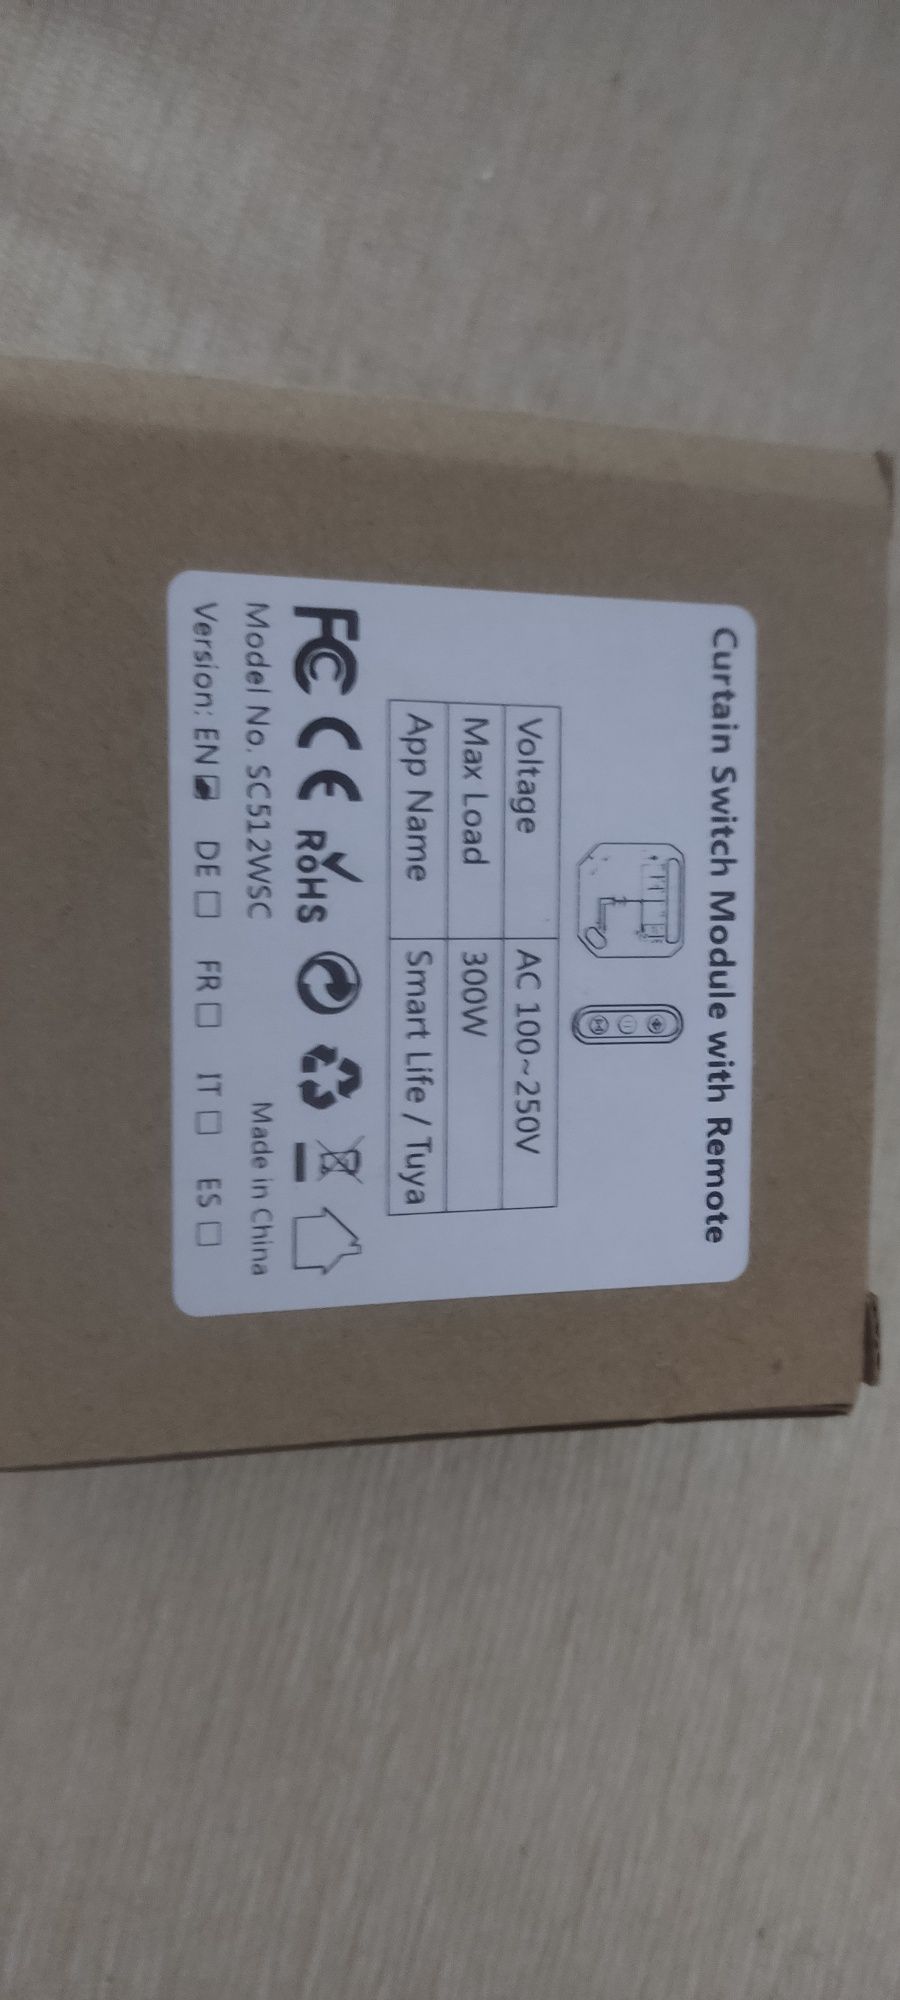 Curtain Switch Module with Remote
Voltage AC 100~250V
Max Load 300W
App Name Smart Life / Tuya
FC CE RoHS
Model No. SC512WSC Made in China
Version: EN DE FR IT ES